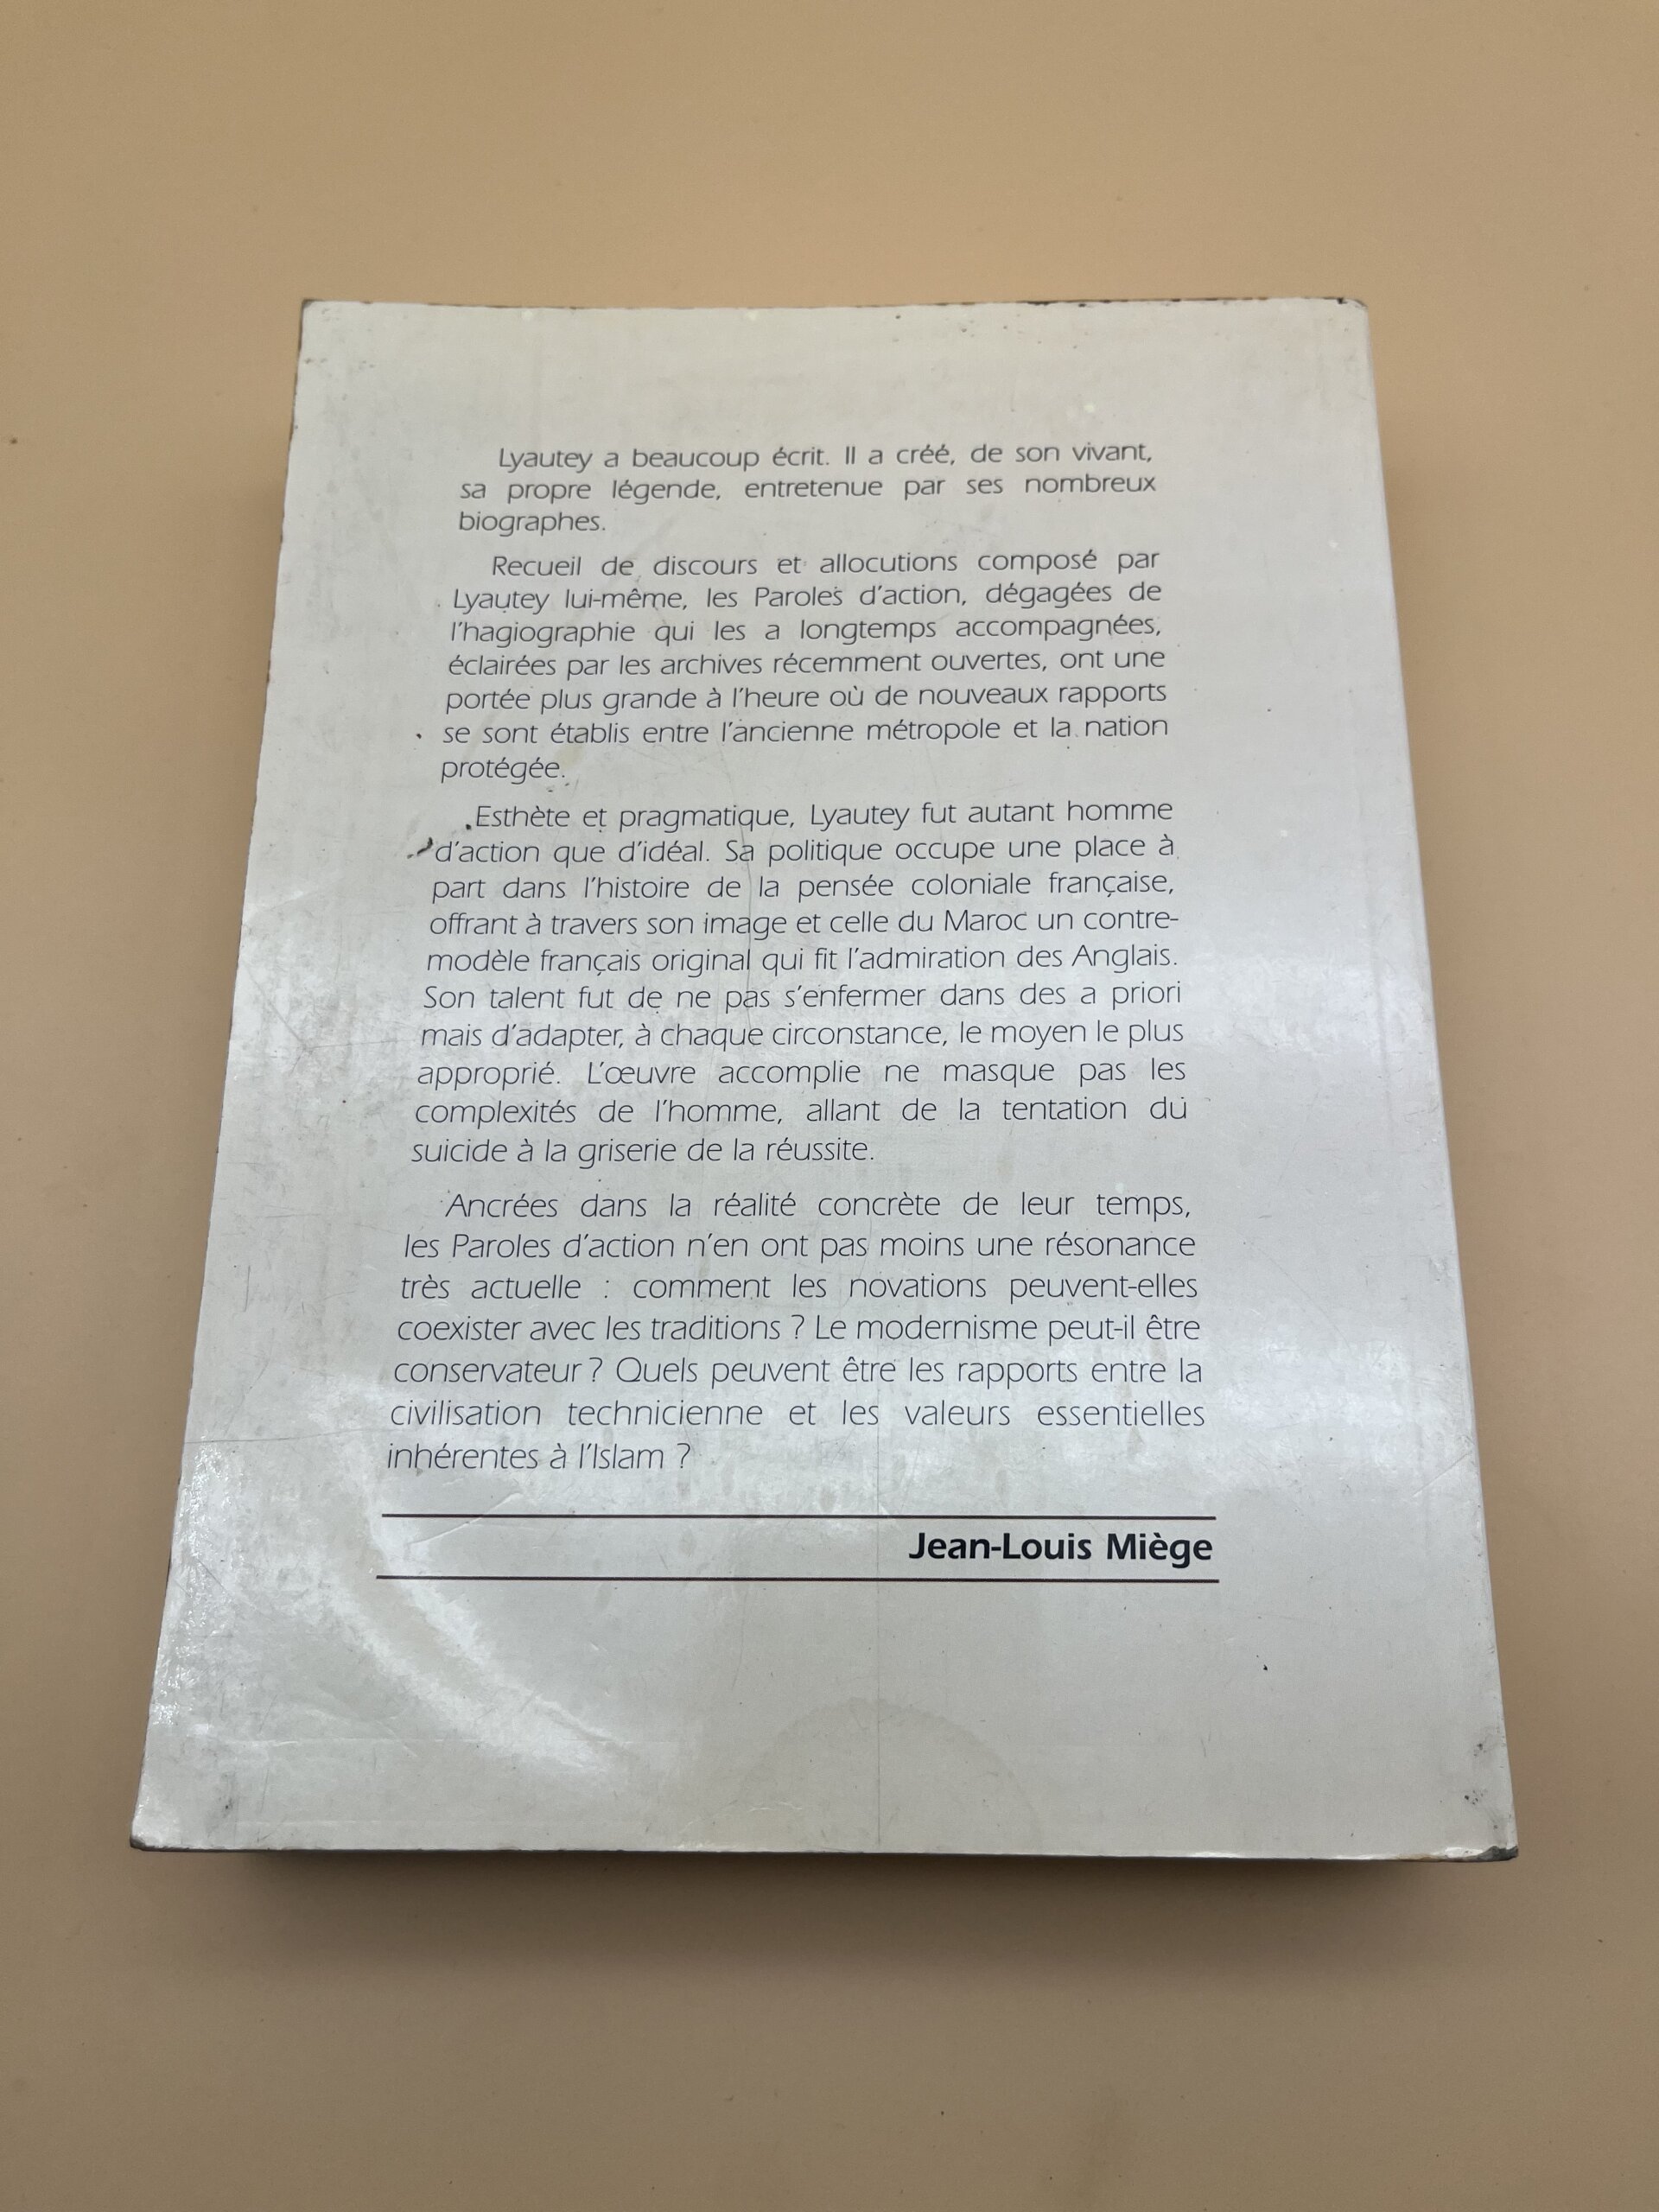 Lyautey a beaucoup écrit. Il a créé, de son vivant,
sa propre légende, entretenue par ses nombreux
biographes.
Recueil de discours et allocutions composé par
Lyautey lui-même, les Paroles d'action, dégagées de
l'hagiographie qui les a longtemps accompagnées,
éclairées par les archives récemment ouvertes, ont une
portée plus grande à l'heure où de nouveaux rapports
se sont établis entre l'ancienne métropole et la nation
protégée.
Esthète et pragmatique, Lyautey fut autant homme
d'action que d'idéal. Sa politique occupe une place à
part dans l'histoire de la pensée coloniale française,
offrant à travers son image et celle du Maroc un contre-
modèle français original qui fit l'admiration des Anglais.
Son talent fut de ne pas s'enfermer dans des a priori
mais d'adapter, à chaque circonstance, le moyen le plus
approprié. L'œuvre accomplie ne masque pas les
complexités de l'homme, allant de la tentation du
suicide à la griserie de la réussite.
Ancrées dans la réalité concrète de leur temps,
les Paroles d'action n'en ont pas moins une résonance
très actuelle : comment les novations peuvent-elles
coexister avec les traditions ? Le modernisme peut-il être
conservateur ? Quels peuvent être les rapports entre la
civilisation technicienne et les valeurs essentielles
inhérentes à l'Islam ?
Jean-Louis Miège